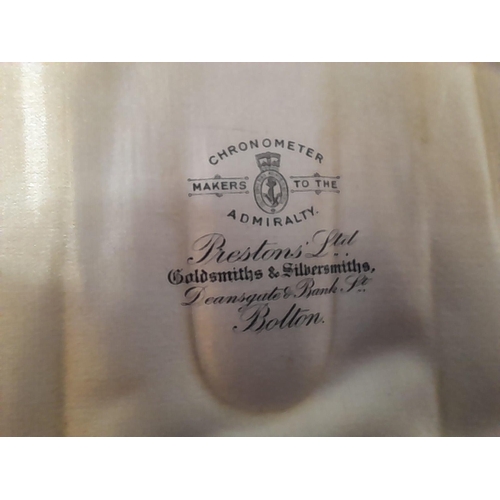 CHRONOMETER
MAKERS TO THE
ADMIRALTY.
Prestons' Ltd
Goldsmiths & Silversmiths,
Deansgate & Bank St.
Bolton.